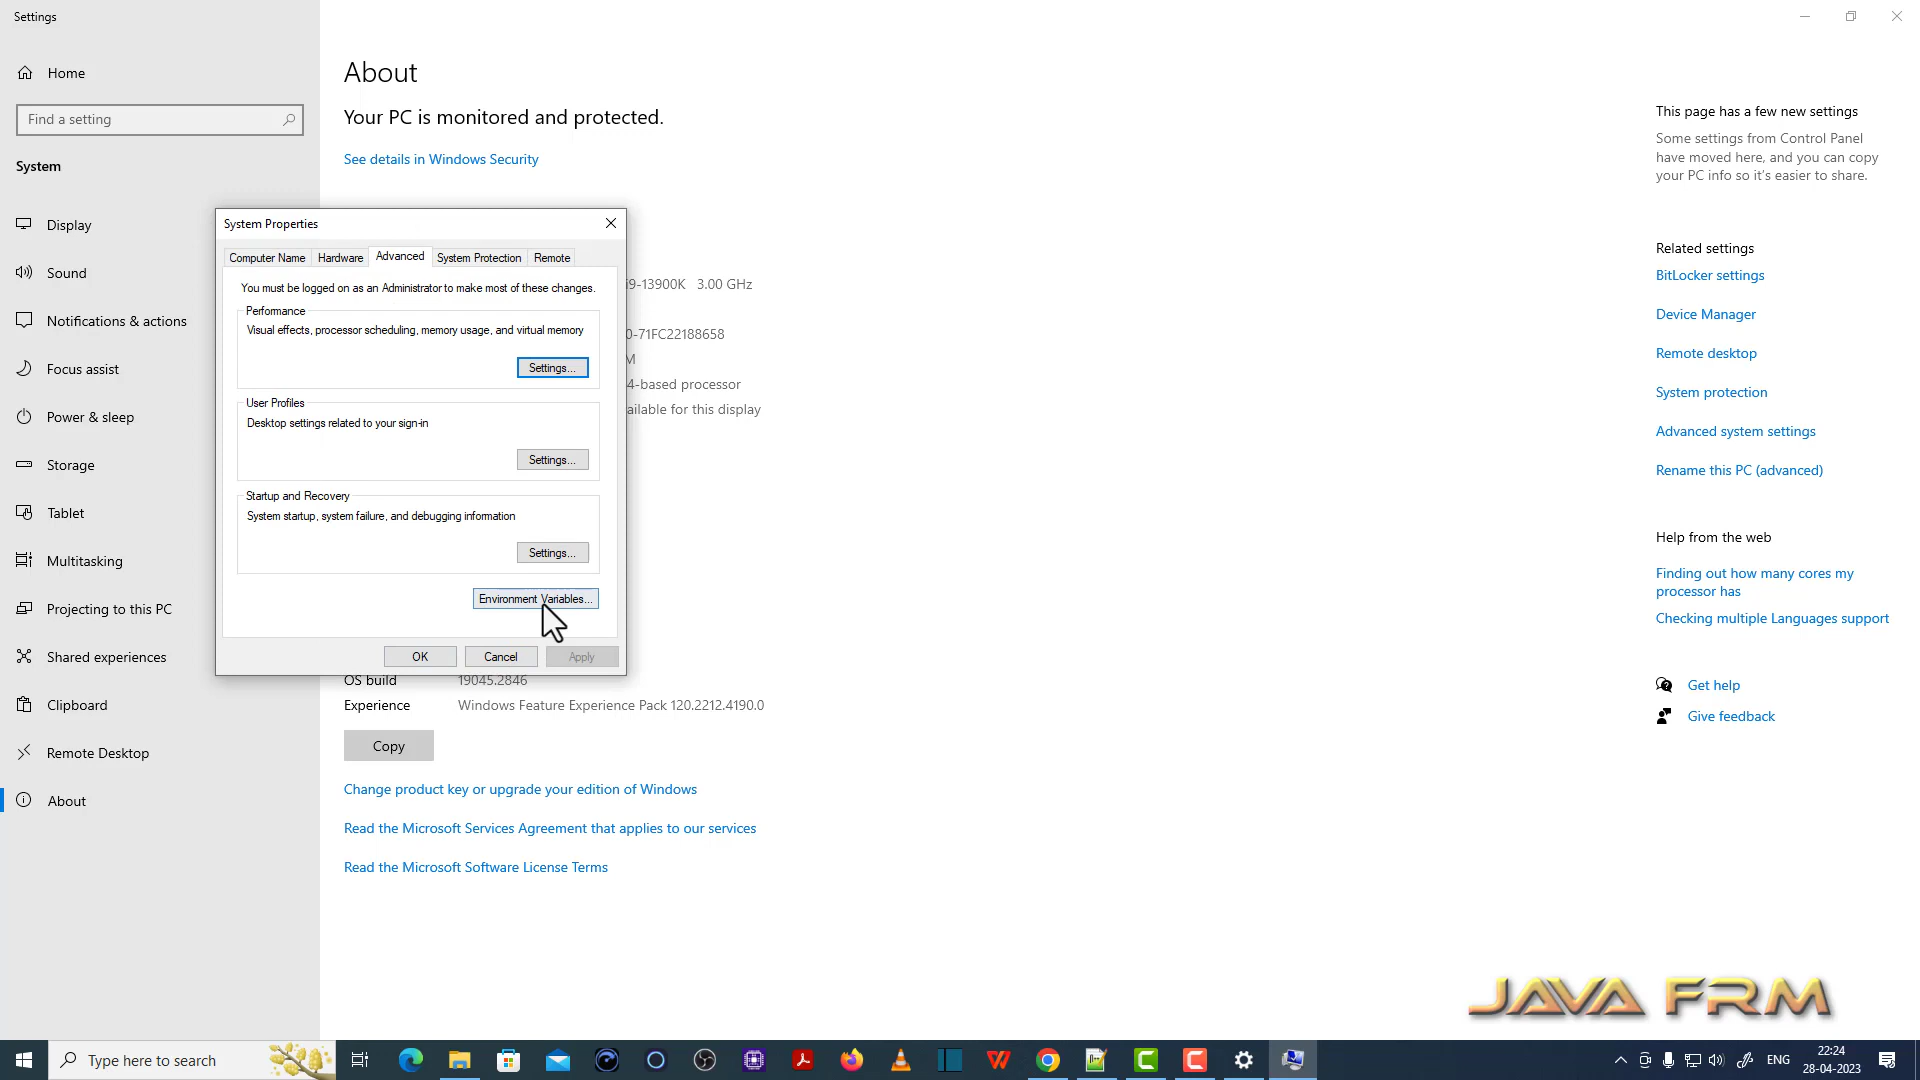 Settings
Home
Find a setting
System
Display
Sound
Notifications & actions
Focus assist
Power & sleep
Storage
Tablet
Multitasking
Projecting to this PC
Shared experiences
Clipboard
Remote Desktop
About
About
Your PC is monitored and protected.
See details in Windows Security
i9-13900K 3.00 GHz
0-71FC22188658
M
4-based processor
ailable for this display
System Properties
Computer Name
Hardware
Advanced
System Protection
Remote
You must be logged on as an Administrator to make most of these changes.
Performance
Visual effects, processor scheduling, memory usage, and virtual memory
Settings...
User Profiles
Desktop settings related to your sign-in
Settings...
Startup and Recovery
System startup, system failure, and debugging information
Settings...
Environment Variables...
OK
Cancel
Apply
OS build 19045.2846
Experience Windows Feature Experience Pack 120.2212.4190.0
Copy
Change product key or upgrade your edition of Windows
Read the Microsoft Services Agreement that applies to our services
Read the Microsoft Software License Terms
This page has a few new settings
Some settings from Control Panel
have moved here, and you can copy
your PC info so it's easier to share.
Related settings
BitLocker settings
Device Manager
Remote desktop
System protection
Advanced system settings
Rename this PC (advanced)
Help from the web
Finding out how many cores my
processor has
Checking multiple Languages support
Get help
Give feedback
JAVA FRM
Type here to search
ENG
22:24
28-04-2023